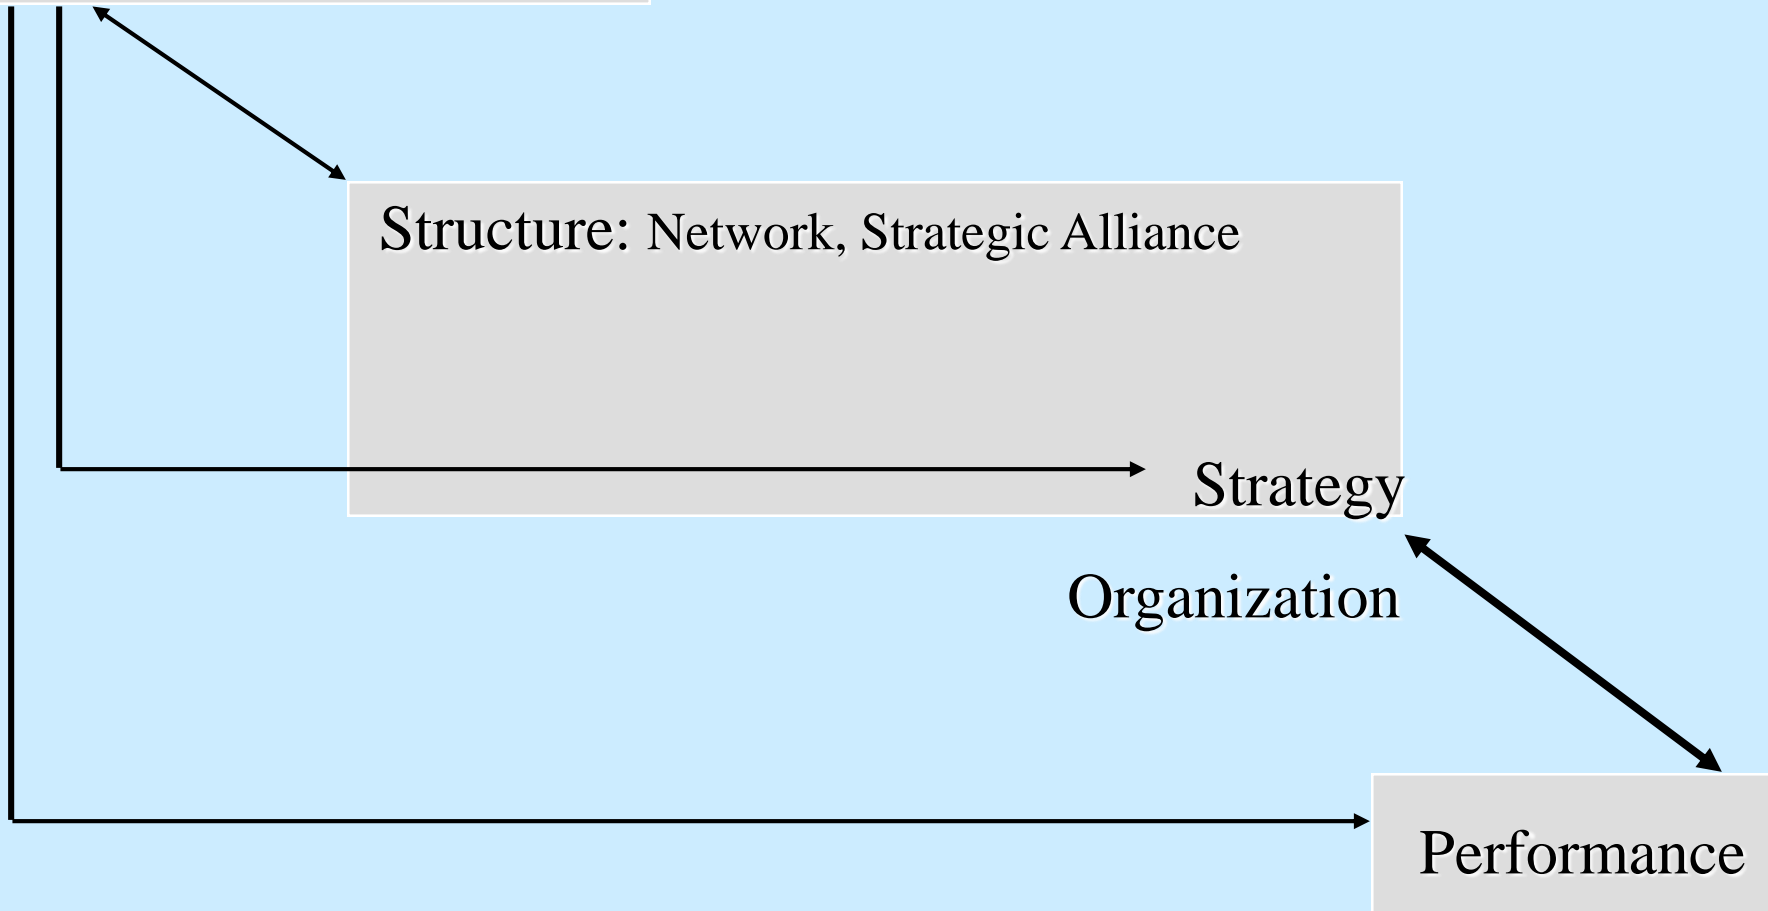 Structure: Network, Strategic Alliance
Strategy
Organization
Performance